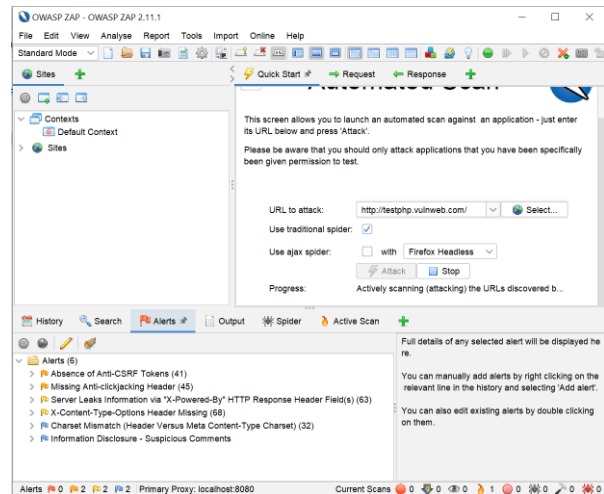 OWASP ZAP - OWASP ZAP 2.11.1
File Edit View Analyse Report Tools Import Online Help
Standard Mode
Sites
Quick Start Request Response
Automated Scan
This screen allows you to launch an automated scan against an application - just enter
its URL below and press 'Attack'.
Please be aware that you should only attack applications that you have been specifically
been given permission to test.
URL to attack: http://testphp.vulnweb.com/ Select...
Use traditional spider:
Use ajax spider: with Firefox Headless
Attack Stop
Progress: Actively scanning (attacking) the URLs discovered b...
Contexts
Default Context
Sites
History Search Alerts Output Spider Active Scan
Alerts (6)
Absence of Anti-CSRF Tokens (41)
Missing Anti-clickjacking Header (45)
Server Leaks Information via "X-Powered-By" HTTP Response Header Field(s) (63)
X-Content-Type-Options Header Missing (68)
Charset Mismatch (Header Versus Meta Content-Type Charset) (32)
Information Disclosure - Suspicious Comments
Full details of any selected alert will be displayed he
re.
You can manually add alerts by right clicking on the
relevant line in the history and selecting 'Add alert'.
You can also edit existing alerts by double clicking
on them.
Alerts 0 2 2 2 Primary Proxy: localhost:8080 Current Scans 0 0 0 1 0 0 0 0